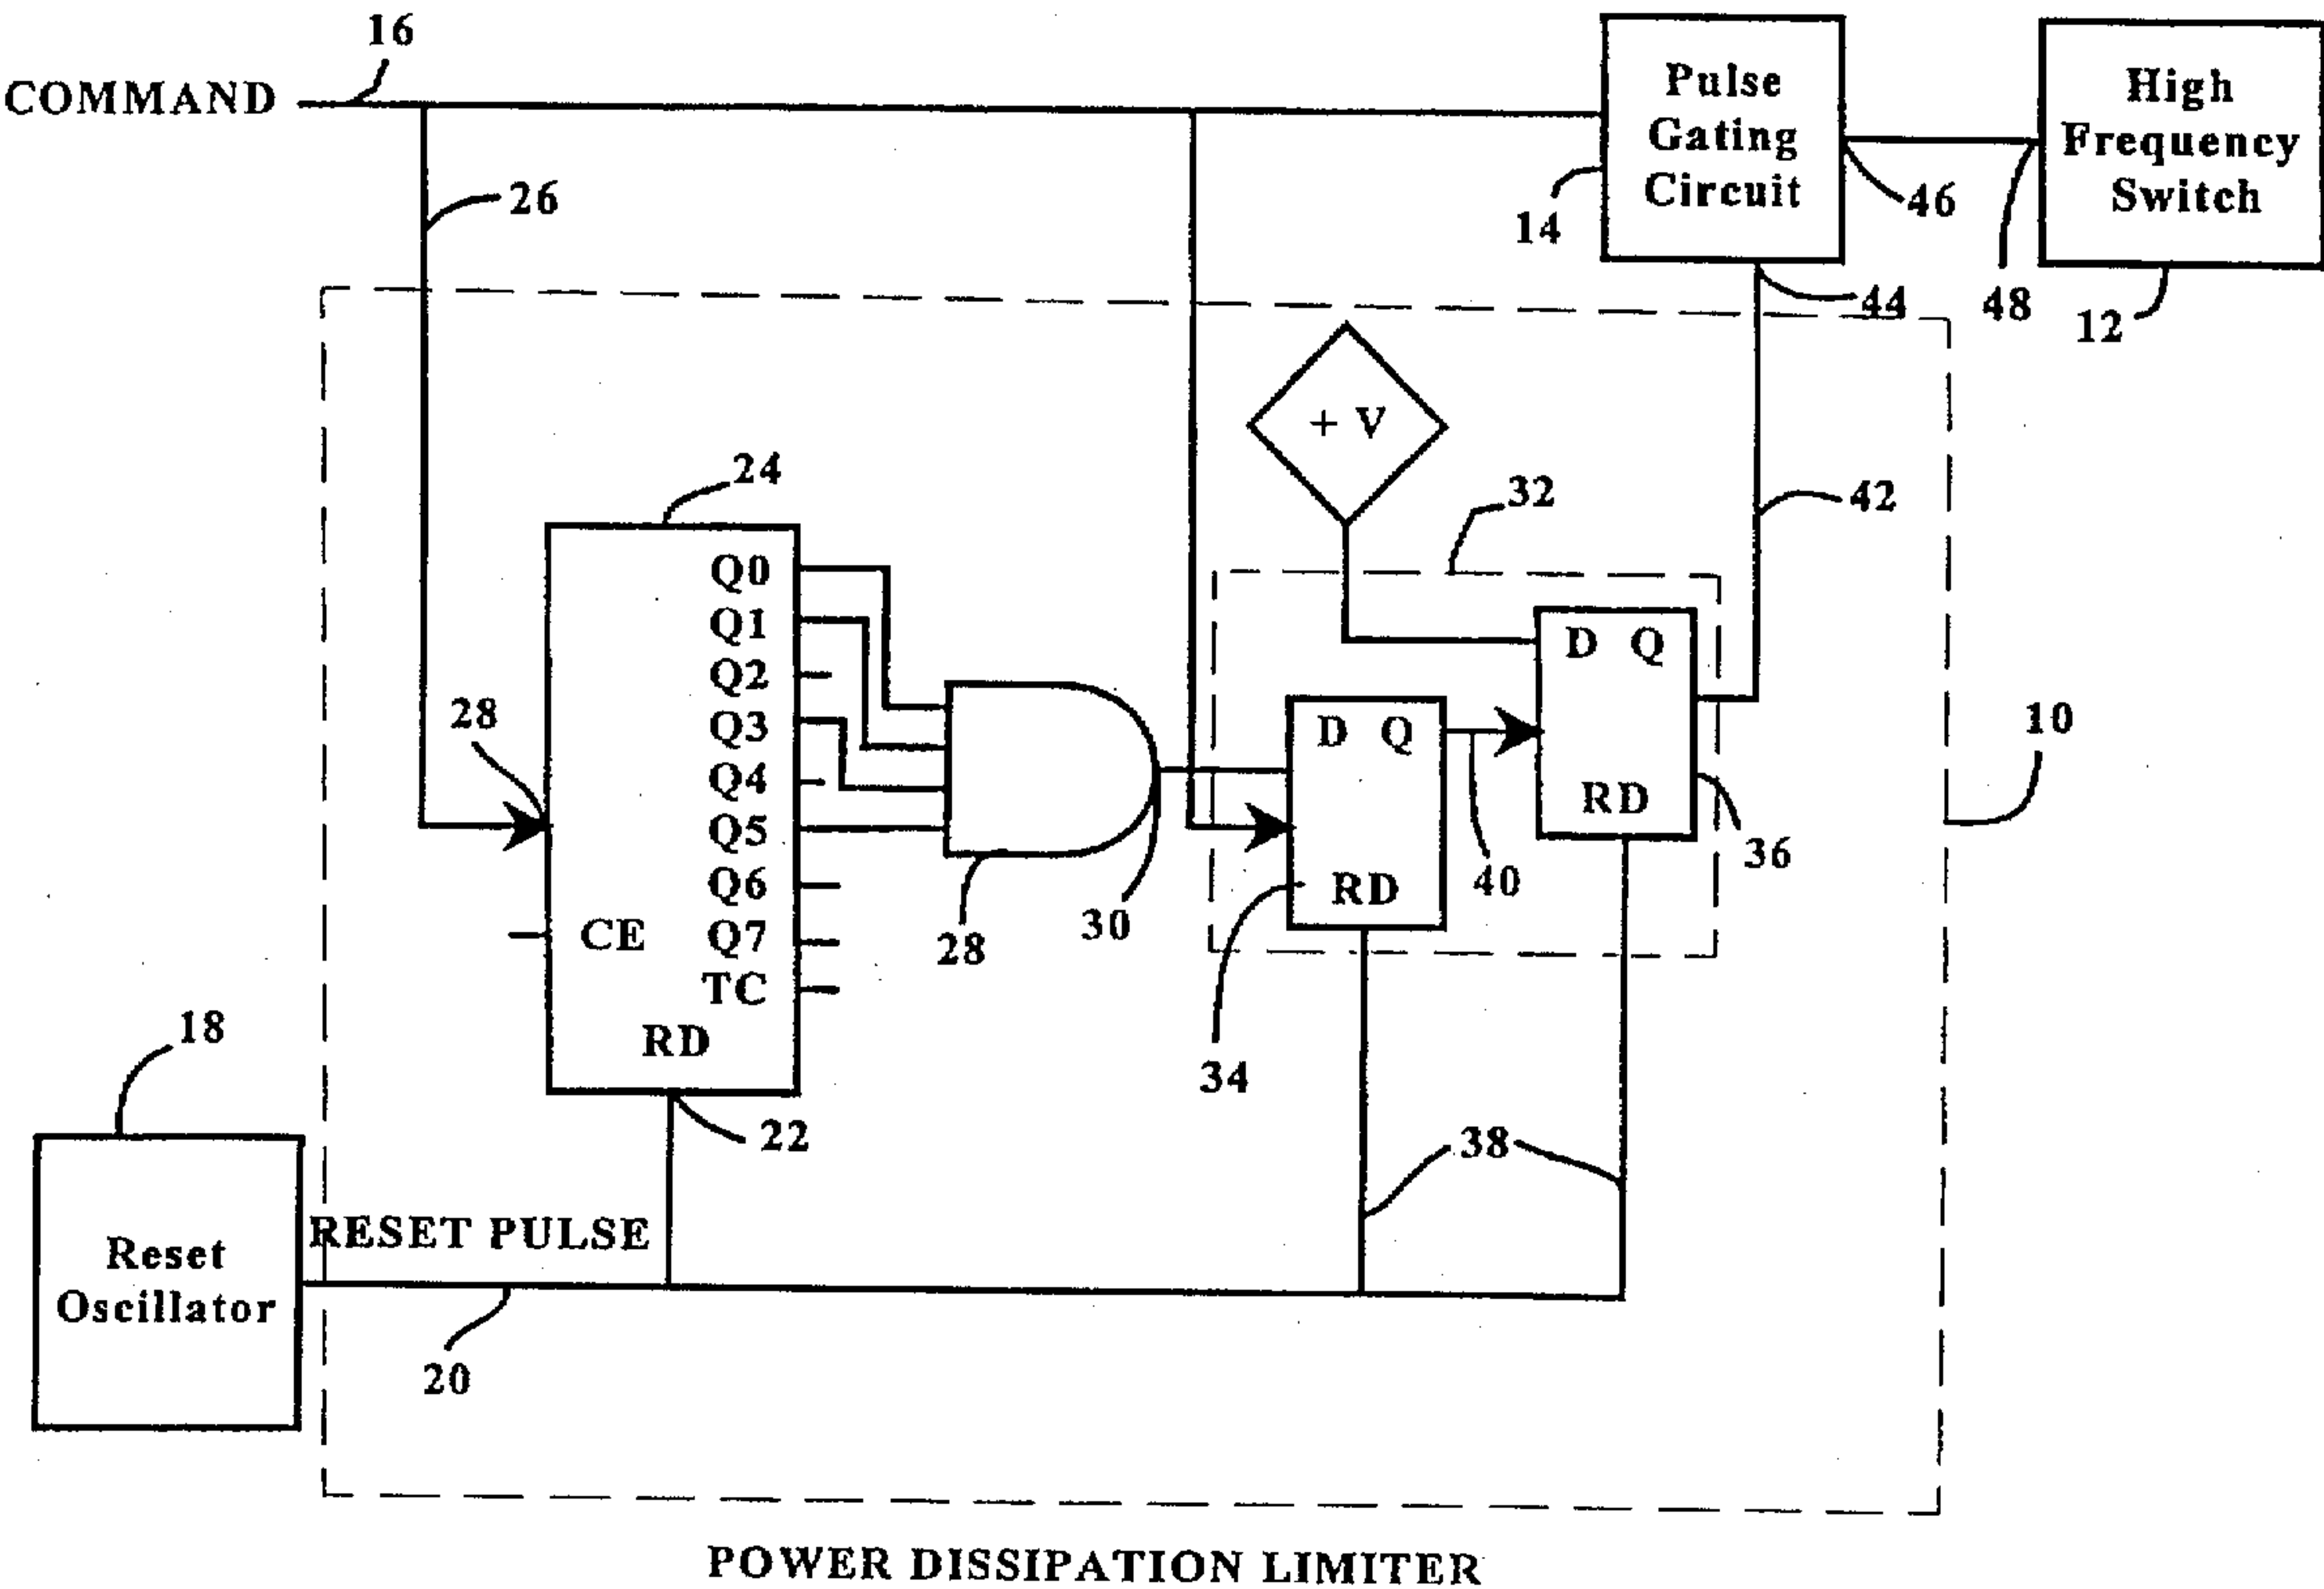 16
COMMAND
Pulse
Gating
Circuit
High
Frequency
Switch
26
14
46
44
48
12
+ V
24
32
42
Q0
Q1
Q2
Q3
Q4
Q5
Q6
Q7
TC
CE
RD
28
D Q
RD
D Q
RD
10
36
40
30
28
34
18
22
38
RESET PULSE
Reset
Oscillator
20
POWER DISSIPATION LIMITER